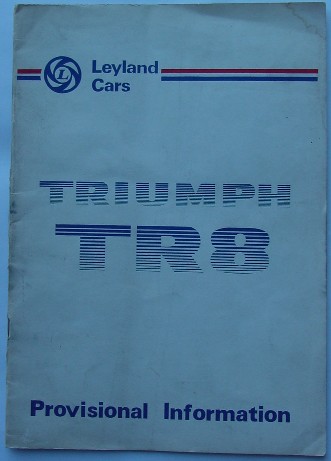 L
Leyland
Cars
TRIUMPH
TR8
Provisional Information